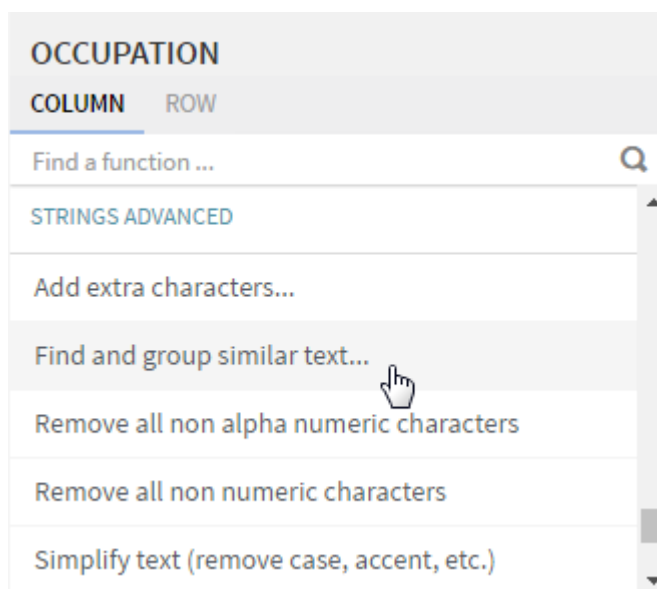 OCCUPATION
COLUMN ROW
Find a function ...
STRINGS ADVANCED
Add extra characters...
Find and group similar text...
Remove all non alpha numeric characters
Remove all non numeric characters
Simplify text (remove case, accent, etc.)